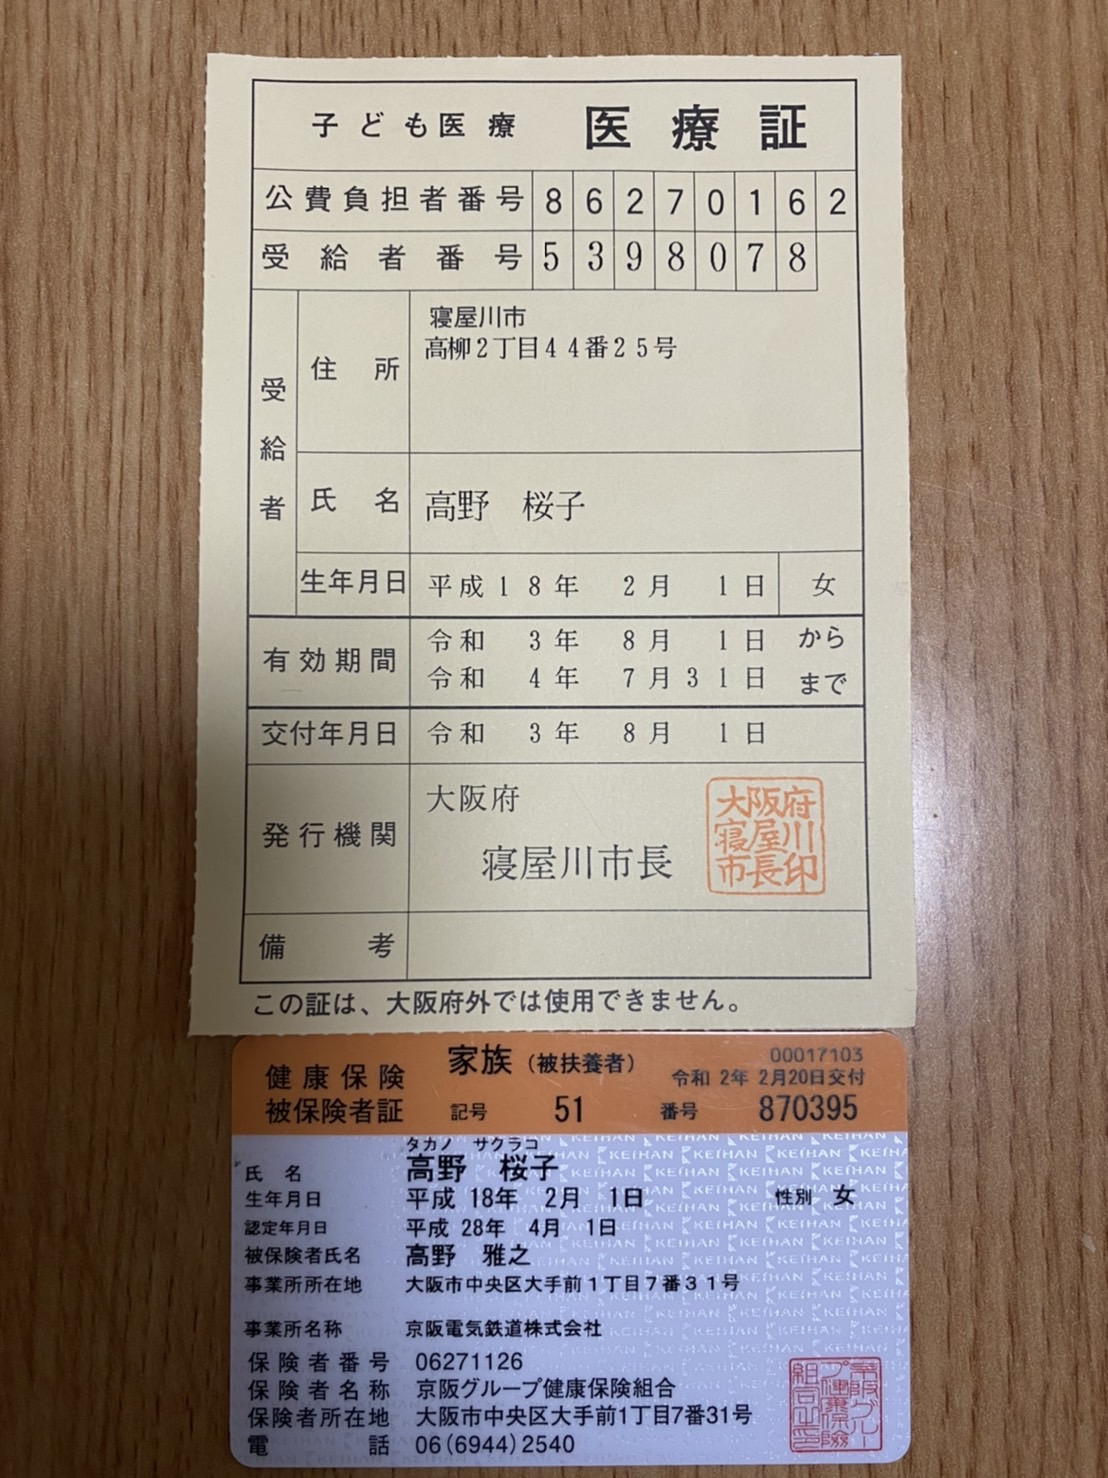 子ども医療 医療証
公費負担者番号 86270162
受給者番号 5398078
受給者
住所 寝屋川市
高柳2丁目44番25号
氏名 高野 桜子
生年月日 平成18年 2月 1日 女
有効期間 令和 3年 8月 1日 から
令和 4年 7月31日 まで
交付年月日 令和 3年 8月 1日
発行機関 大阪府
寝屋川市長
大阪府
寝屋川
市長印
備考
この証は、大阪府外では使用できません。
健康保険 家族(被扶養者) 00017103
令和 2年 2月20日交付
被保険者証 記号 51 番号 870395
タカノ サクラコ
氏名 高野 桜子
生年月日 平成 18年 2月 1日 性別 女
認定年月日 平成 28年 4月 1日
被保険者氏名 高野 雅之
事業所所在地 大阪市中央区大手前1丁目7番31号
事業所名称 京阪電気鉄道株式会社
保険者番号 06271126
保険者名称 京阪グループ健康保険組合
保険者所在地 大阪市中央区大手前1丁目7番31号
電話 06(6944)2540
KEIHAN